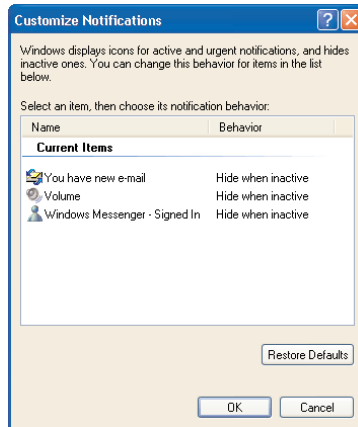 Customize Notifications
Windows displays icons for active and urgent notifications, and hides
inactive ones. You can change this behavior for items in the list
below.
Select an item, then choose its notification behavior:
Name Behavior
Current Items
You have new e-mail Hide when inactive
Volume Hide when inactive
Windows Messenger - Signed In Hide when inactive
Restore Defaults
OK Cancel